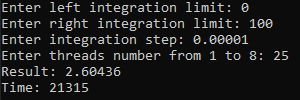 Enter left integration limit: 0
Enter right integration limit: 100
Enter integration step: 0.00001
Enter threads number from 1 to 8: 25
Result: 2.60436
Time: 21315